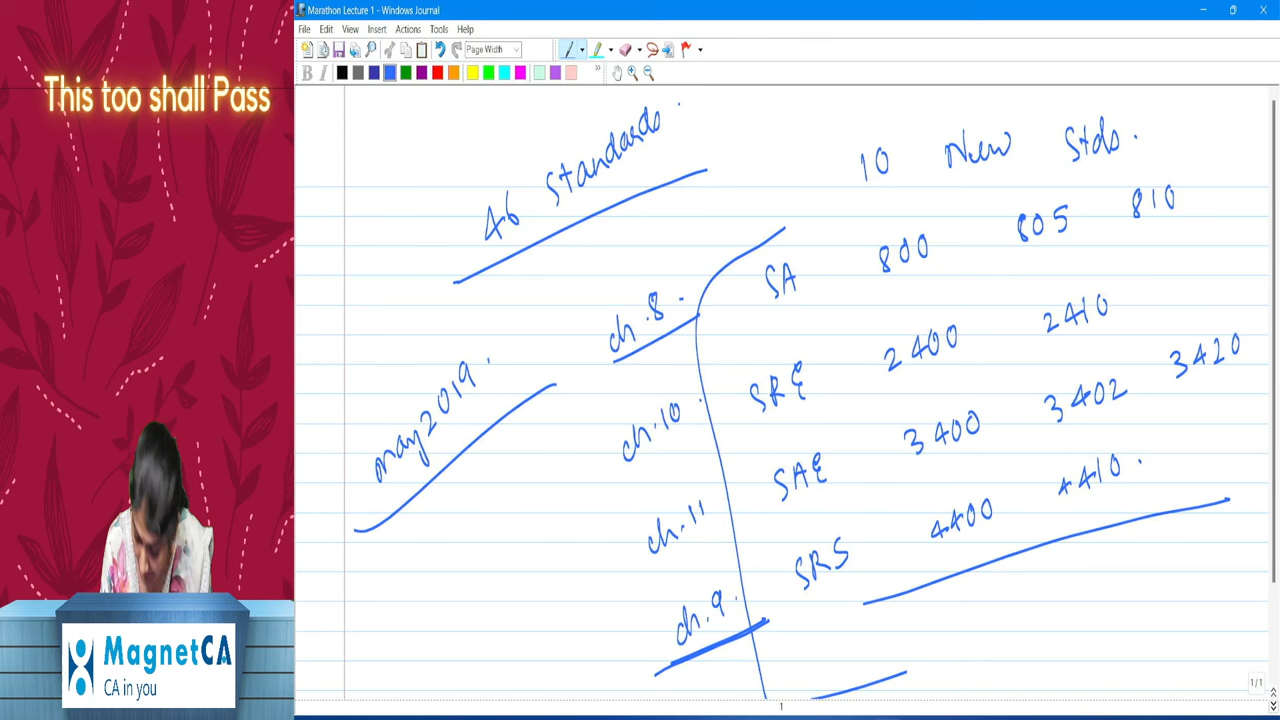 Marathon Lecture 1 - Windows Journal
File Edit View Insert Actions Tools Help
Page Width
B I
This too shall Pass
46 Standards.
10 New Stds.
May 2019.
ch. 8. SA 800 805 810
ch. 10. SRE 2400 2410
ch. 11 SAE 3400 3402 3420
ch. 9. SRS 4400 4410.
MagnetCA
CA in you
1
1/1